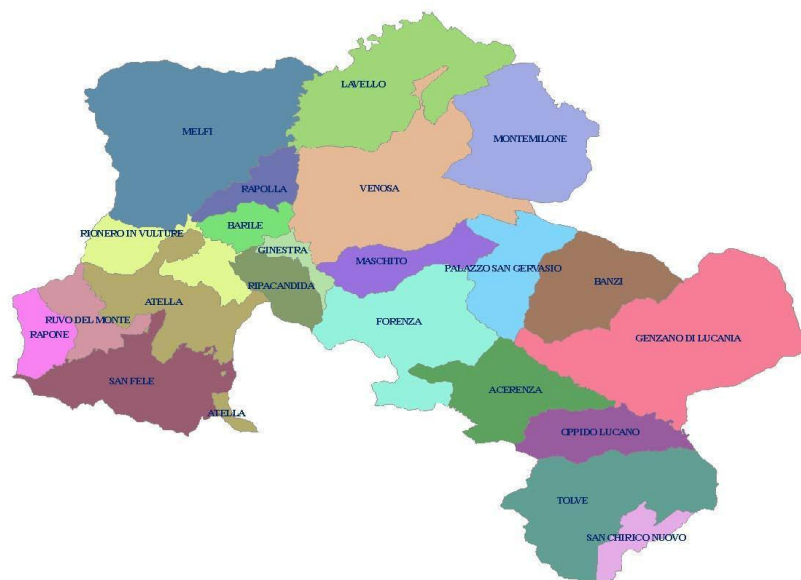 LAVELLO
MELFI
MONTEMILONE
RAPOLLA
VENOSA
BARILE
RIONERO IN VULTURE
GINESTRA
MASCHITO
PALAZZO SAN GERVASIO
BANZI
RIPACANDIDA
ATELLA
RUVO DEL MONTE
FORENZA
RAPONE
GENZANO DI LUCANIA
SAN FELE
ACERENZA
ATELLA
OPPIDO LUCANO
TOLVE
SAN CHIRICO NUOVO